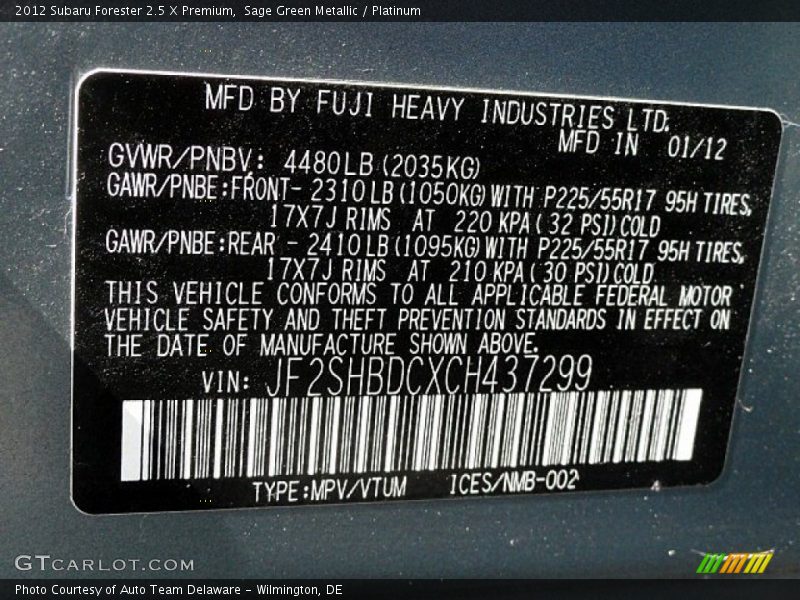 2012 Subaru Forester 2.5 X Premium,  Sage Green Metallic / Platinum
MFD BY FUJI HEAVY INDUSTRIES LTD.
MFD IN 01/12
GVWR/PNBV: 4480LB (2035KG)
GAWR/PNBE:FRONT- 2310 LB (1050KG) WITH P225/55R17 95H TIRES,
17X7J RIMS AT 220 KPA ( 32 PSI) COLD
GAWR/PNBE:REAR - 2410 LB (1095KG) WITH P225/55R17 95H TIRES,
17X7J RIMS AT 210 KPA ( 30 PSI) COLD
THIS VEHICLE CONFORMS TO ALL APPLICABLE FEDERAL MOTOR
VEHICLE SAFETY AND THEFT PREVENTION STANDARDS IN EFFECT ON
THE DATE OF MANUFACTURE SHOWN ABOVE.
VIN: JF2SHBDCXCH437299
TYPE:MPV/VTUM ICES/NMB-002
GTCARLOT.COM
Photo Courtesy of Auto Team Delaware - Wilmington, DE